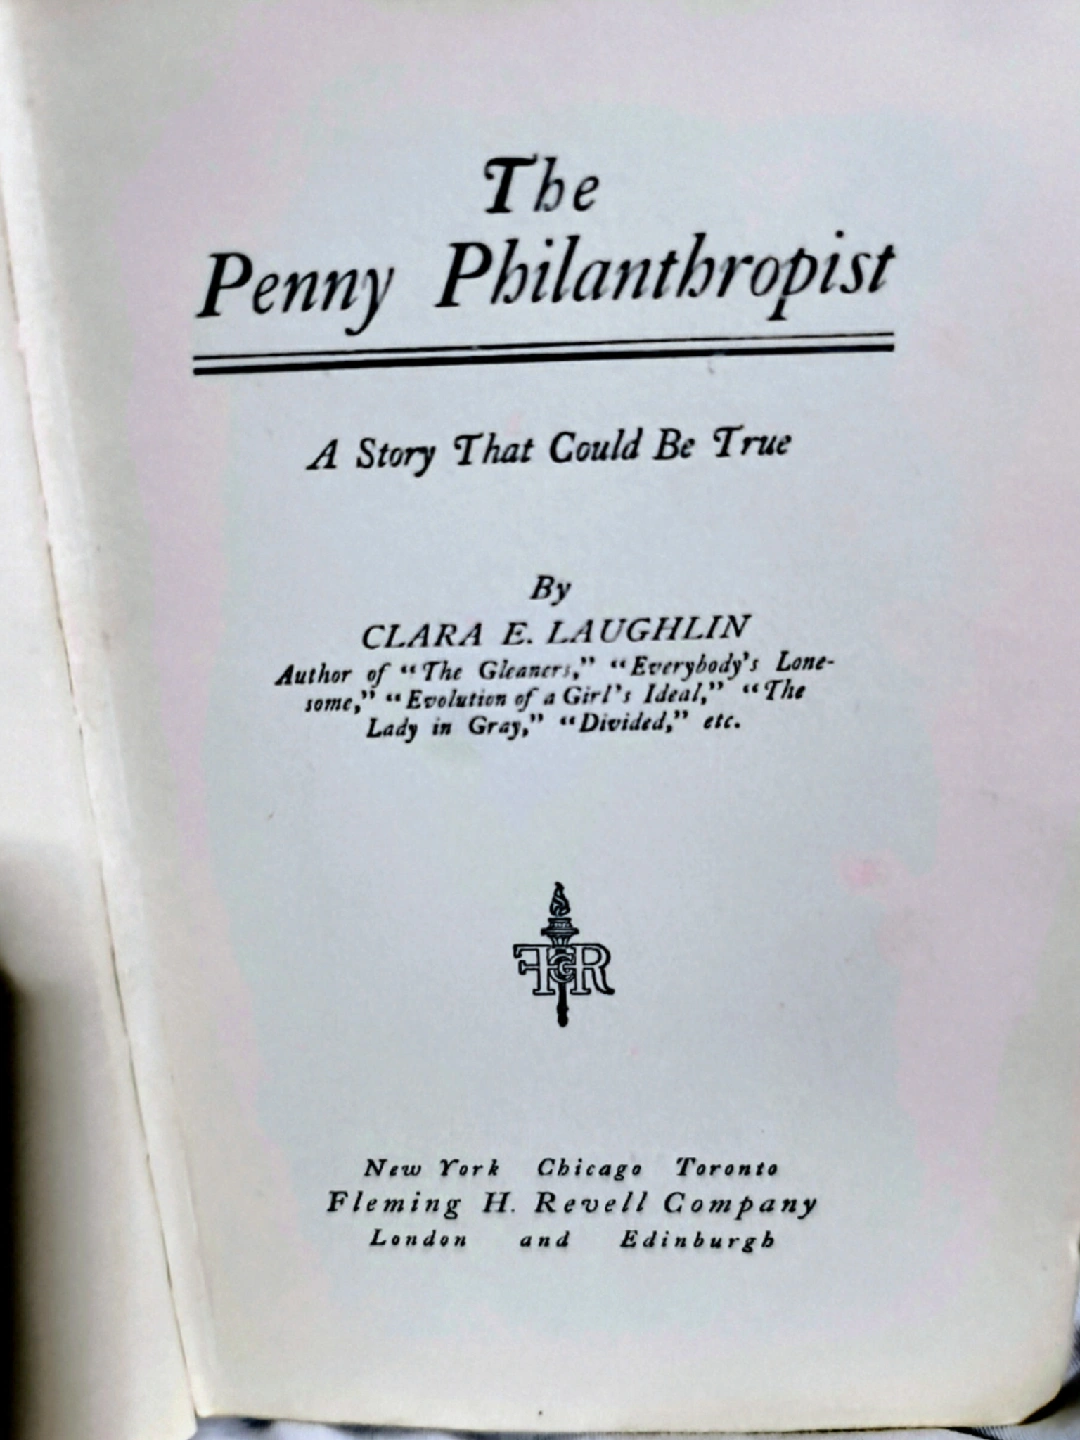 The
Penny Philanthropist
A Story That Could Be True
By
CLARA E. LAUGHLIN
Author of “The Gleaners,” “Everybody’s Lone-
some,” “Evolution of a Girl’s Ideal,” “The
Lady in Gray,” “Divided,” etc.
FHR
New York Chicago Toronto
Fleming H. Revell Company
London and Edinburgh